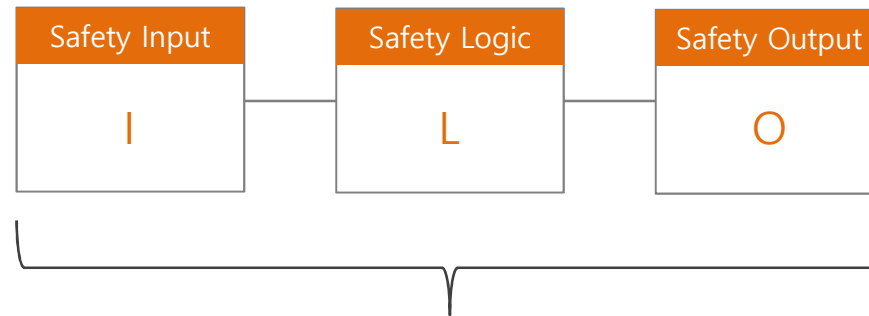 Safety Input
Safety Logic
Safety Output
I
L
O